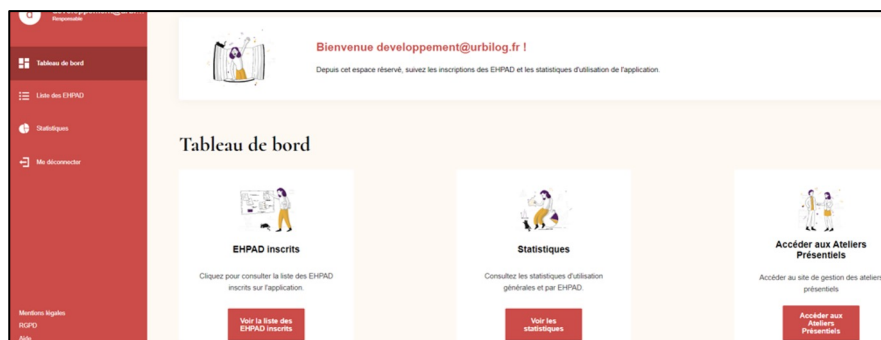 Responsable
Tableau de bord
Liste des EHPAD
Statistiques
Me déconnecter
Mentions légales
RGPD
Aide
Bienvenue developpement@urbilog.fr !
Depuis cet espace réservé, suivez les inscriptions des EHPAD et les statistiques d'utilisation de l'application.
Tableau de bord
EHPAD inscrits
Cliquez pour consulter la liste des EHPAD
inscrits sur l'application.
Voir la liste des
EHPAD inscrits
Statistiques
Consultez les statistiques d'utilisation
générales et par EHPAD.
Voir les
statistiques
Accéder aux Ateliers
Présentiels
Accéder au site de gestion des ateliers
présentiels
Accéder aux
Ateliers
Présentiels